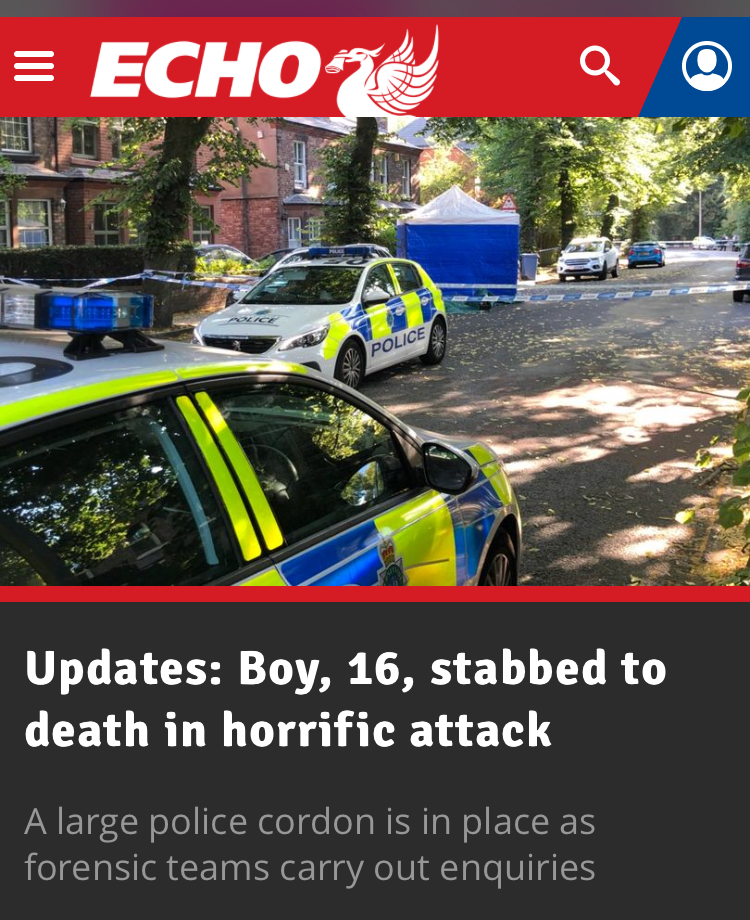 ECHO
POLICE
POLICE
POLICE
Updates: Boy, 16, stabbed to
death in horrific attack
A large police cordon is in place as
forensic teams carry out enquiries